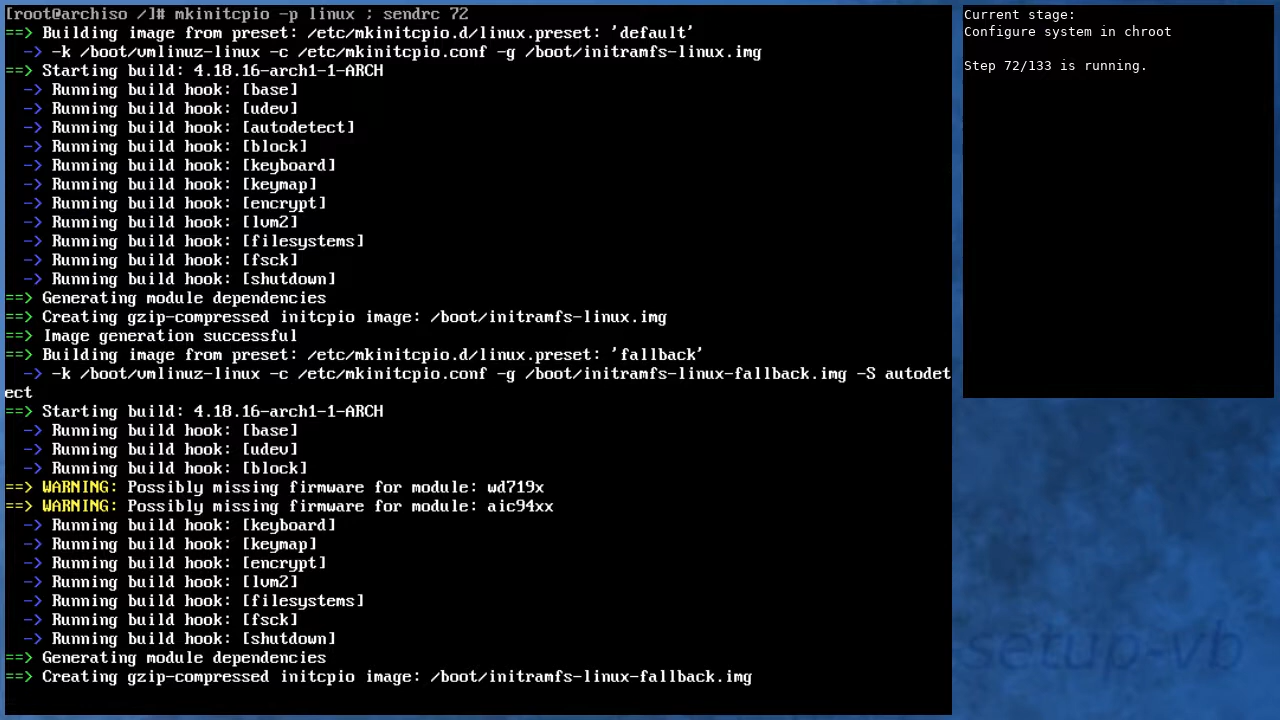 [root@archiso /]# mkinitcpio -p linux ; sendrc 72
==> Building image from preset: /etc/mkinitcpio.d/linux.preset: 'default'
  -> -k /boot/vmlinuz-linux -c /etc/mkinitcpio.conf -g /boot/initramfs-linux.img
==> Starting build: 4.18.16-arch1-1-ARCH
  -> Running build hook: [base]
  -> Running build hook: [udev]
  -> Running build hook: [autodetect]
  -> Running build hook: [block]
  -> Running build hook: [keyboard]
  -> Running build hook: [keymap]
  -> Running build hook: [encrypt]
  -> Running build hook: [lvm2]
  -> Running build hook: [filesystems]
  -> Running build hook: [fsck]
  -> Running build hook: [shutdown]
==> Generating module dependencies
==> Creating gzip-compressed initcpio image: /boot/initramfs-linux.img
==> Image generation successful
==> Building image from preset: /etc/mkinitcpio.d/linux.preset: 'fallback'
  -> -k /boot/vmlinuz-linux -c /etc/mkinitcpio.conf -g /boot/initramfs-linux-fallback.img -S autodet
ect
==> Starting build: 4.18.16-arch1-1-ARCH
  -> Running build hook: [base]
  -> Running build hook: [udev]
  -> Running build hook: [block]
==> WARNING: Possibly missing firmware for module: wd719x
==> WARNING: Possibly missing firmware for module: aic94xx
  -> Running build hook: [keyboard]
  -> Running build hook: [keymap]
  -> Running build hook: [encrypt]
  -> Running build hook: [lvm2]
  -> Running build hook: [filesystems]
  -> Running build hook: [fsck]
  -> Running build hook: [shutdown]
==> Generating module dependencies
==> Creating gzip-compressed initcpio image: /boot/initramfs-linux-fallback.img
Current stage:
Configure system in chroot
Step 72/133 is running.
setup-vb